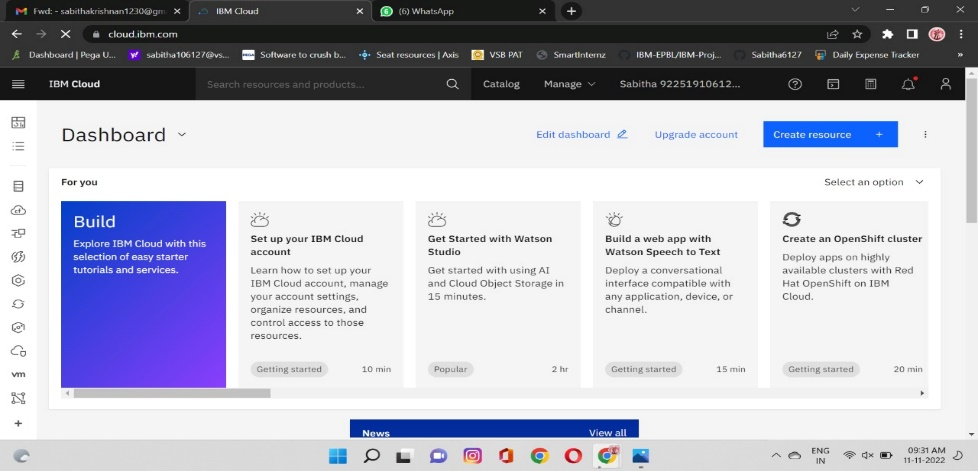 Fwd: - sabithakrishnan1230@gm
IBM Cloud
(6) WhatsApp
cloud.ibm.com
Dashboard | Pega U...
sabitha106127@vs...
Software to crush b...
Seat resources | Axis
VSB PAT
SmartInternz
IBM-EPBL/IBM-Proj...
Sabitha6127
Daily Expense Tracker
»
IBM Cloud
Search resources and products...
Catalog
Manage
Sabitha 92251910612...
Dashboard
Edit dashboard
Upgrade account
Create resource +
For you
Select an option
Build
Explore IBM Cloud with this
selection of easy starter
tutorials and services.
Set up your IBM Cloud
account
Learn how to set up your
IBM Cloud account, manage
your account settings,
organize resources, and
control access to those
resources.
Getting started
10 min
Get Started with Watson
Studio
Get started with using AI
and Cloud Object Storage in
15 minutes.
Popular
2 hr
Build a web app with
Watson Speech to Text
Deploy a conversational
interface compatible with
any application, device, or
channel.
Getting started
15 min
Create an OpenShift cluster
Deploy apps on highly
available clusters with Red
Hat OpenShift on IBM
Cloud.
Getting started
20 min
vm
News
View all
ENG
IN
09:31 AM
11-11-2022